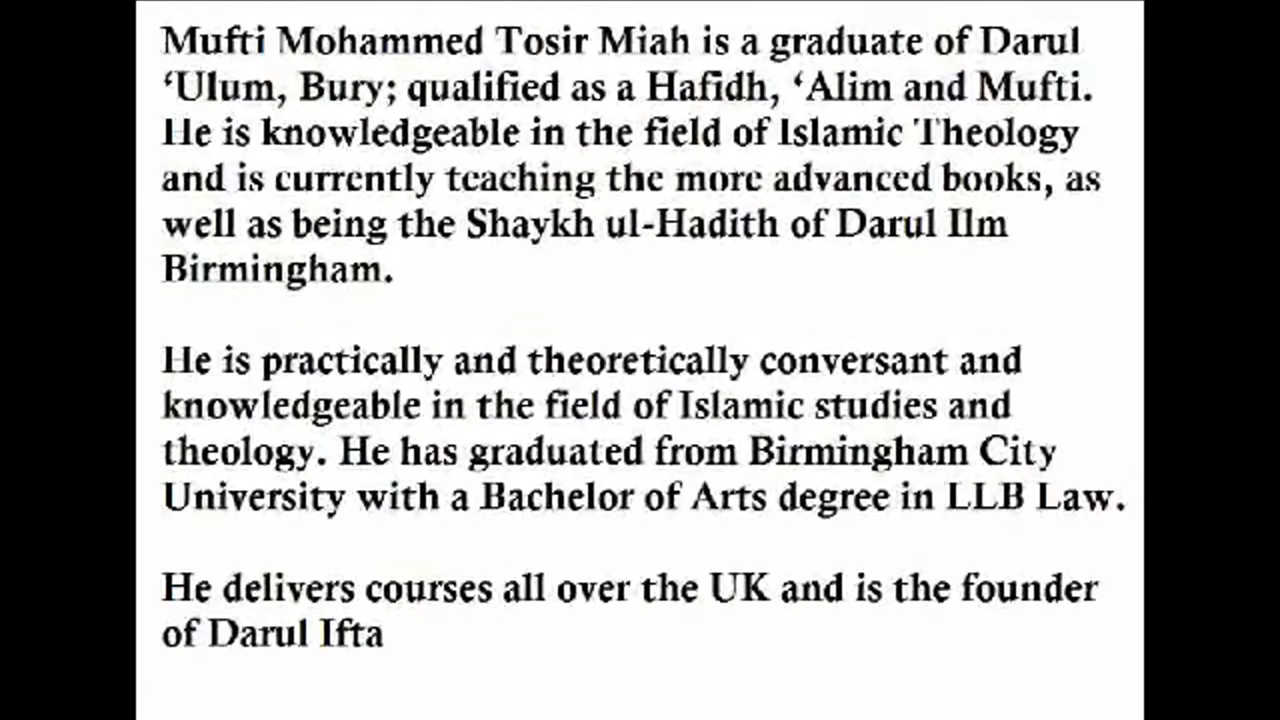 Mufti Mohammed Tosir Miah is a graduate of Darul
‘Ulum, Bury; qualified as a Hafidh, ‘Alim and Mufti.
He is knowledgeable in the field of Islamic Theology
and is currently teaching the more advanced books, as
well as being the Shaykh ul-Hadith of Darul Ilm
Birmingham.
He is practically and theoretically conversant and
knowledgeable in the field of Islamic studies and
theology. He has graduated from Birmingham City
University with a Bachelor of Arts degree in LLB Law.
He delivers courses all over the UK and is the founder
of Darul Ifta